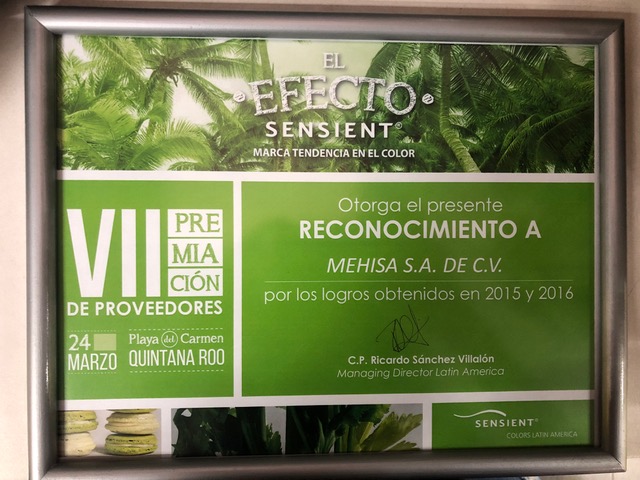 EL
EFECTO
SENSIENT®
MARCA TENDENCIA EN EL COLOR
VII PRE
MIA
CIÓN
DE PROVEEDORES
24
MARZO
Playa del Carmen
QUINTANA ROO
Otorga el presente
RECONOCIMIENTO A
MEHISA S.A. DE C.V.
por los logros obtenidos en 2015 y 2016
C.P. Ricardo Sánchez Villalón
Managing Director Latin America
SENSIENT®
COLORS LATIN AMERICA